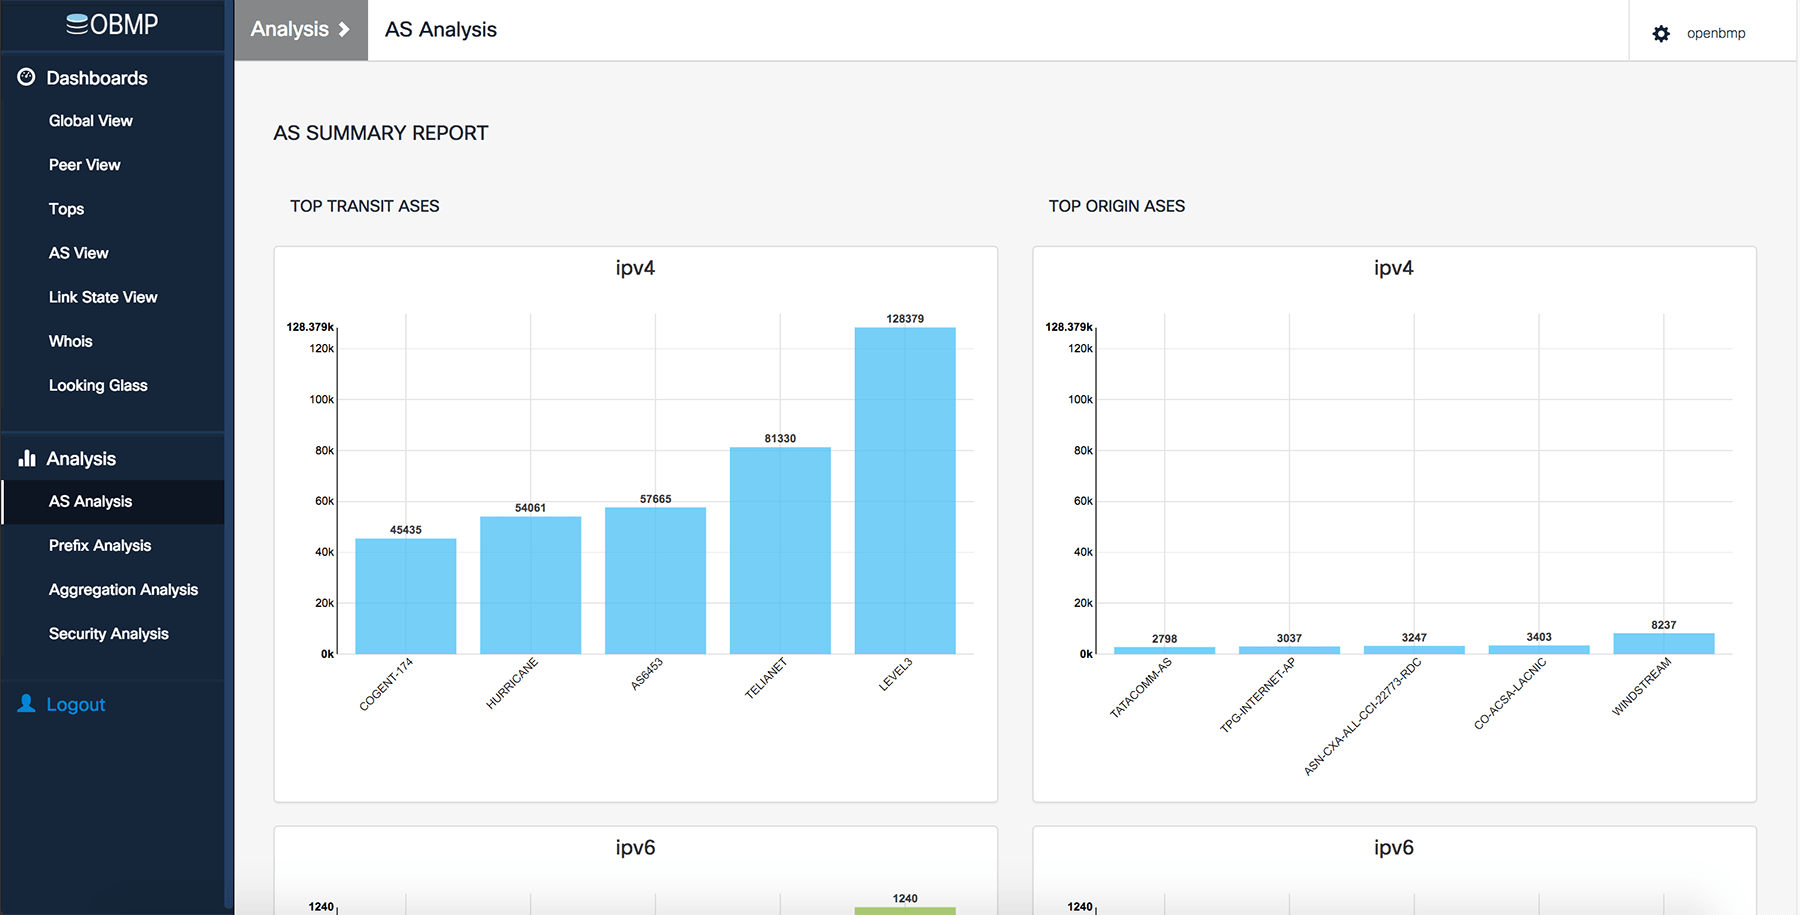 OBMP
Dashboards
Global View
Peer View
Tops
AS View
Link State View
Whois
Looking Glass
Analysis
AS Analysis
Prefix Analysis
Aggregation Analysis
Security Analysis
Logout
Analysis
AS Analysis
openbmp
AS SUMMARY REPORT
TOP TRANSIT ASES
ipv4
128.379k
120k
100k
80k
60k
40k
20k
0k
45435
54061
57665
81330
128379
COGENT-174
HURRICANE
AS6453
TELIANET
LEVEL3
TOP ORIGIN ASES
ipv4
128.379k
120k
100k
80k
60k
40k
20k
0k
2798
3037
3247
3403
8237
TATACOMM-AS
TPG-INTERNET-AP
ASN-CXA-ALL-CCI-22773-RDC
CO-ACSA-LACNIC
WINDSTREAM
ipv6
1240
1240
ipv6
1240